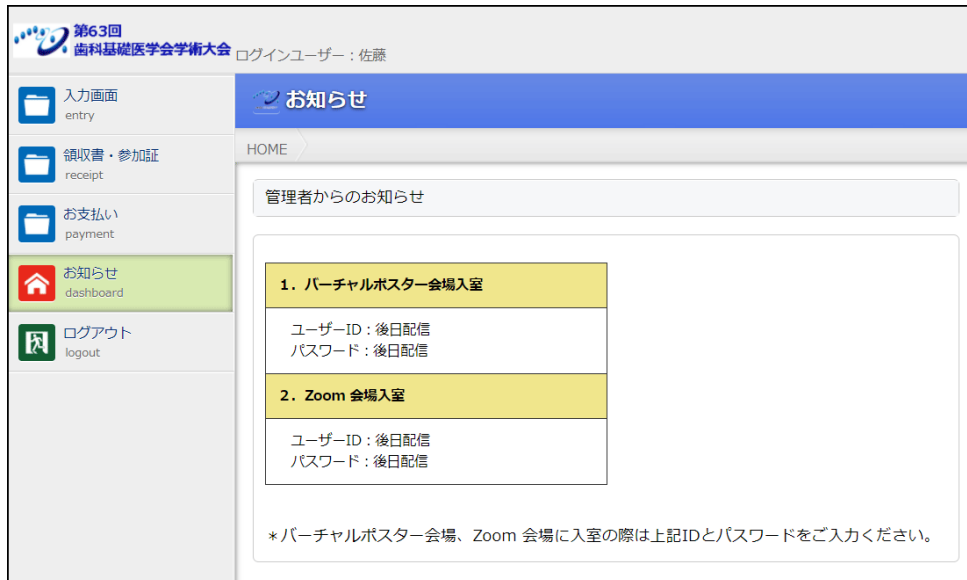 第63回
歯科基礎医学会学術大会
ログインユーザー：佐藤
入力画面
entry
領収書・参加証
receipt
お支払い
payment
お知らせ
dashboard
ログアウト
logout
お知らせ
HOME
管理者からのお知らせ
1．バーチャルポスター会場入室
ユーザーID：後日配信
パスワード：後日配信
2．Zoom 会場入室
ユーザーID：後日配信
パスワード：後日配信
＊バーチャルポスター会場、Zoom 会場に入室の際は上記IDとパスワードをご入力ください。